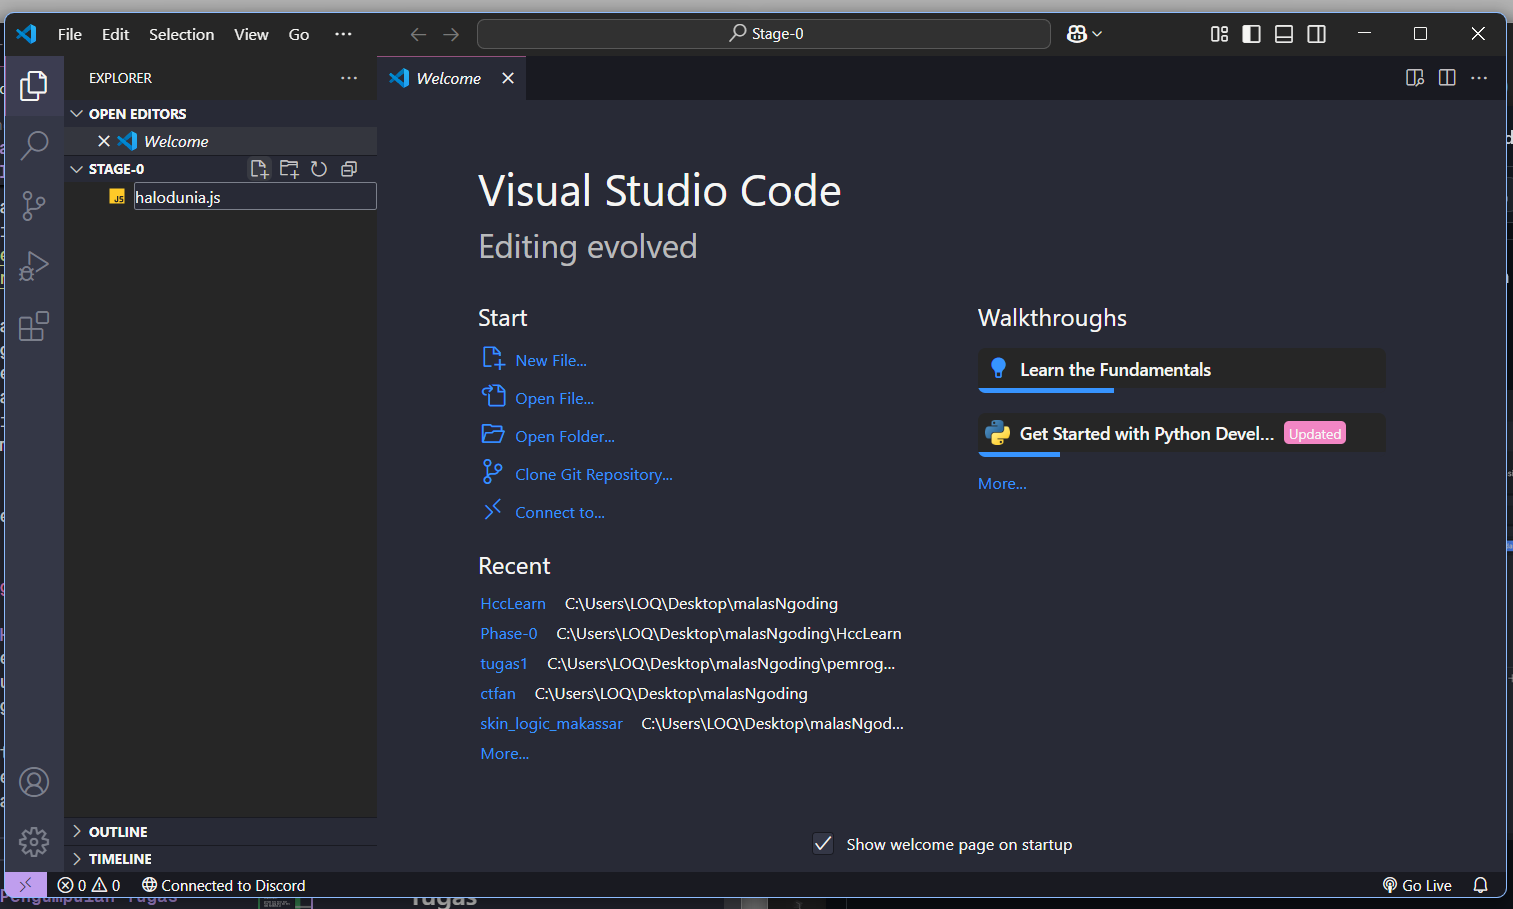 File Edit Selection View Go ···
Stage-0
EXPLORER
Welcome
OPEN EDITORS
Welcome
STAGE-0
halodunia.js
Visual Studio Code
Editing evolved
Start
New File...
Open File...
Open Folder...
Clone Git Repository...
Connect to...
Recent
HccLearn C:\Users\LOQ\Desktop\malasNgoding
Phase-0 C:\Users\LOQ\Desktop\malasNgoding\HccLearn
tugas1 C:\Users\LOQ\Desktop\malasNgoding\pemrog...
ctfan C:\Users\LOQ\Desktop\malasNgoding
skin_logic_makassar C:\Users\LOQ\Desktop\malasNgod...
More...
Walkthroughs
Learn the Fundamentals
Get Started with Python Devel... Updated
More...
Show welcome page on startup
OUTLINE
TIMELINE
0 0 Connected to Discord
Go Live